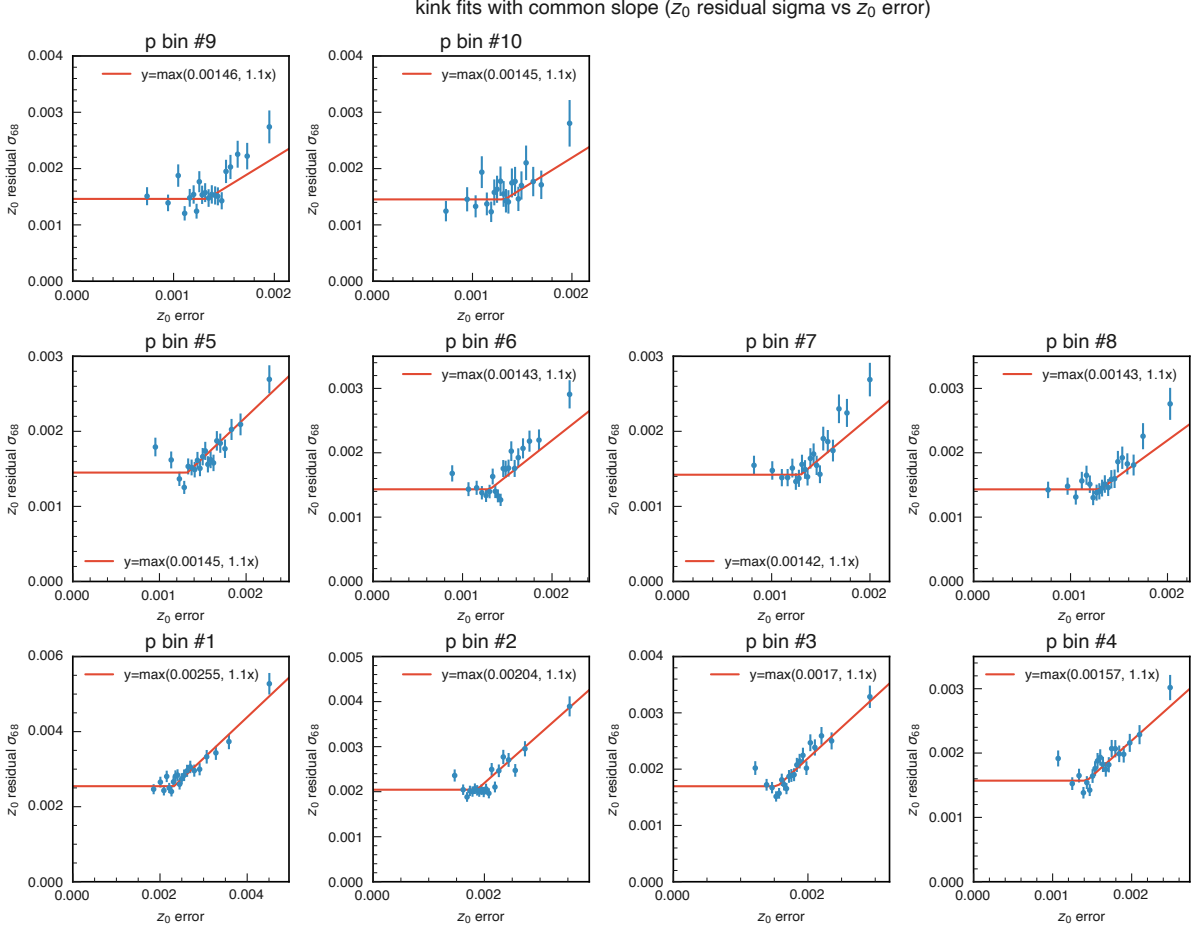 kink fits with common slope (z0 residual sigma vs z0 error)
p bin #9
y=max(0.00146, 1.1x)
0.004
0.003
0.002
0.001
0.000
z0 residual σ68
0.000
0.001
0.002
z0 error
p bin #10
y=max(0.00145, 1.1x)
0.004
0.003
0.002
0.001
0.000
z0 residual σ68
0.000
0.001
0.002
z0 error
p bin #5
0.003
0.002
0.001
0.000
z0 residual σ68
y=max(0.00145, 1.1x)
0.000
0.002
z0 error
p bin #6
y=max(0.00143, 1.1x)
0.003
0.002
0.001
0.000
z0 residual σ68
0.000
0.002
z0 error
p bin #7
0.003
0.002
0.001
0.000
z0 residual σ68
y=max(0.00142, 1.1x)
0.000
0.001
0.002
z0 error
p bin #8
y=max(0.00143, 1.1x)
0.003
0.002
0.001
0.000
z0 residual σ68
0.000
0.001
0.002
z0 error
p bin #1
y=max(0.00255, 1.1x)
0.006
0.004
0.002
0.000
z0 residual σ68
0.000
0.002
0.004
z0 error
p bin #2
y=max(0.00204, 1.1x)
0.005
0.004
0.003
0.002
0.001
0.000
z0 residual σ68
0.000
0.002
z0 error
p bin #3
y=max(0.0017, 1.1x)
0.004
0.003
0.002
0.001
0.000
z0 residual σ68
0.000
0.002
z0 error
p bin #4
y=max(0.00157, 1.1x)
0.003
0.002
0.001
0.000
z0 residual σ68
0.000
0.002
z0 error